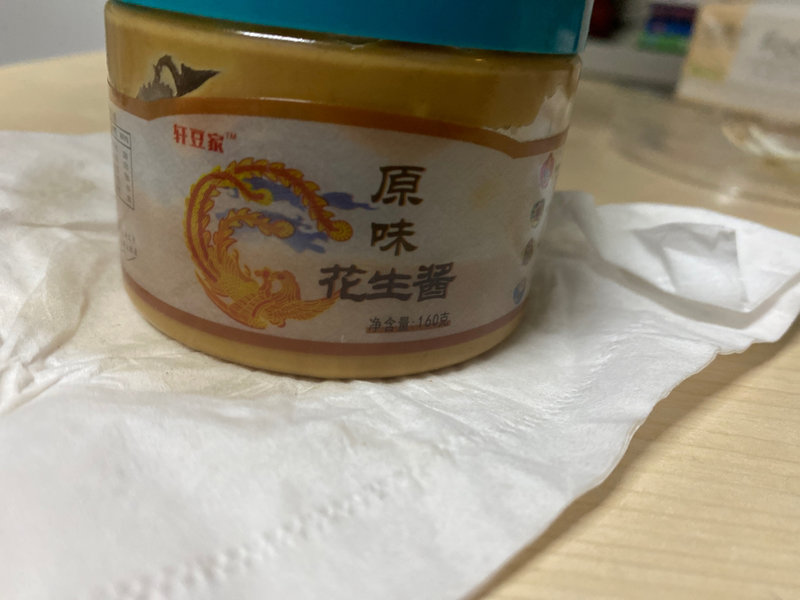 轩豆家™
原
味
花生酱
净含量:160克